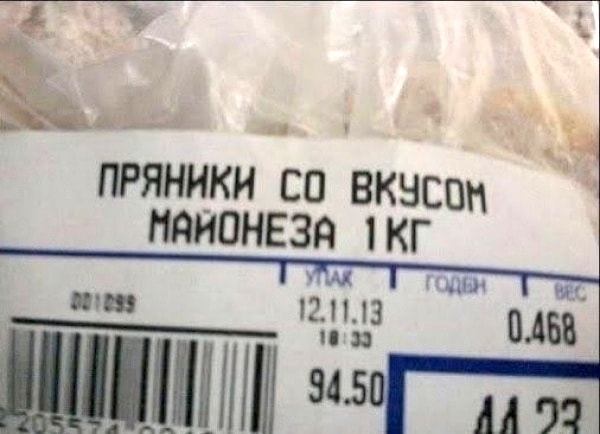 ПРЯНИКИ СО ВКУСОМ
МАЙОНЕЗА 1КГ
УПАК ГОДЕН ВЕС
001099 12.11.13 0.468
18:33
94.50 44.23